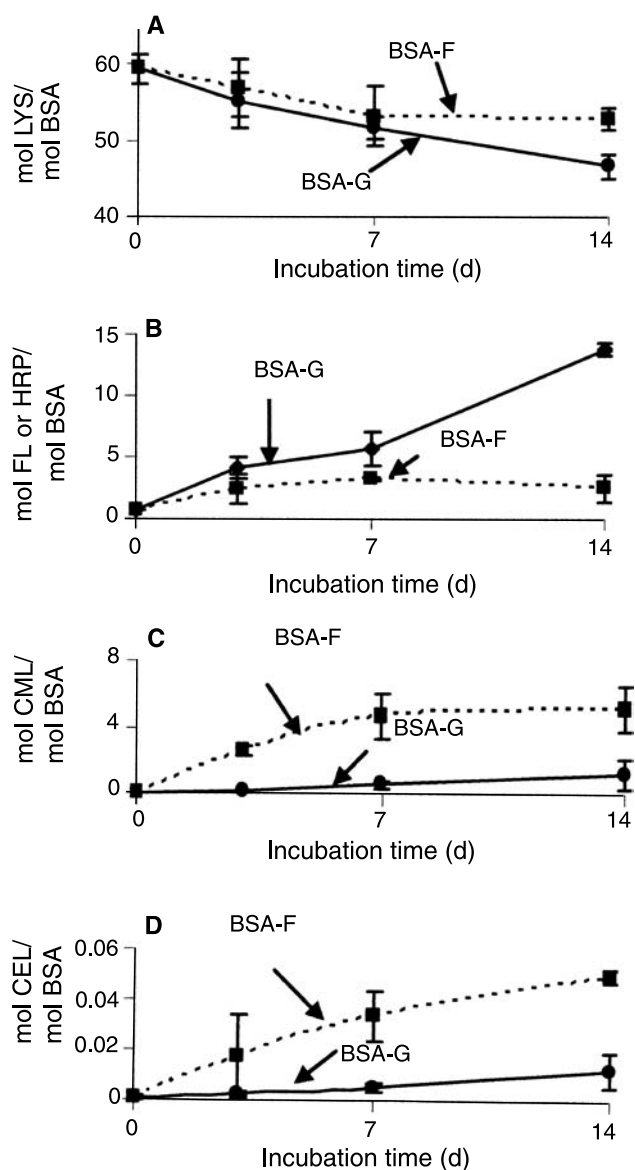 A
mol LYS/
mol BSA
60
50
40
BSA-F
BSA-G
0 7 14
Incubation time (d)
B
mol FL or HRP/
mol BSA
15
10
5
0
BSA-G
BSA-F
0 7 14
Incubation time (d)
C
mol CML/
mol BSA
8
4
0
BSA-F
BSA-G
0 7 14
Incubation time (d)
D
mol CEL/
mol BSA
0.06
0.04
0.02
0
BSA-F
BSA-G
0 7 14
Incubation time (d)